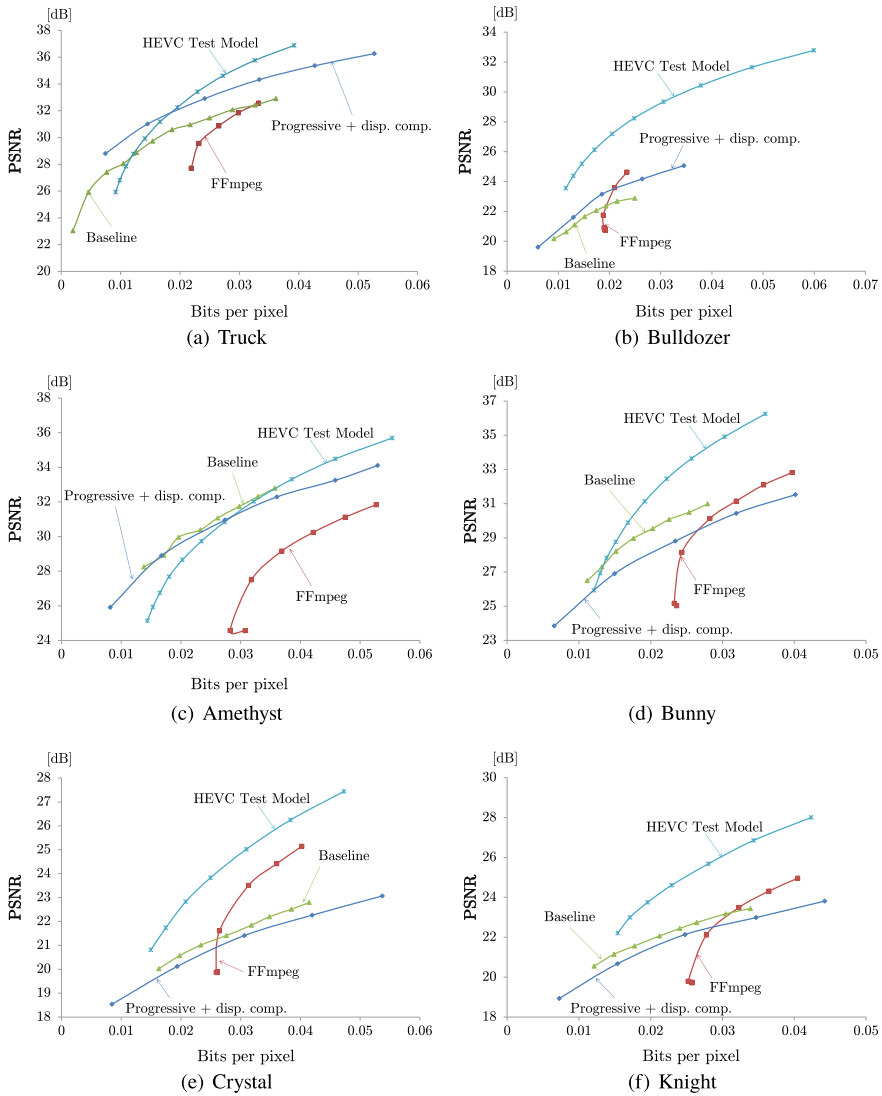 [dB]
38
36
34
32
30
28
26
24
22
20
PSNR
HEVC Test Model
Progressive + disp. comp.
FFmpeg
Baseline
0 0.01 0.02 0.03 0.04 0.05 0.06
Bits per pixel
(a) Truck
[dB]
34
32
30
28
26
24
22
20
18
PSNR
HEVC Test Model
Progressive + disp. comp.
FFmpeg
Baseline
0 0.01 0.02 0.03 0.04 0.05 0.06 0.07
Bits per pixel
(b) Bulldozer
[dB]
38
36
34
32
30
28
26
24
PSNR
HEVC Test Model
Baseline
Progressive + disp. comp.
FFmpeg
0 0.01 0.02 0.03 0.04 0.05 0.06
Bits per pixel
(c) Amethyst
[dB]
37
35
33
31
29
27
25
23
PSNR
HEVC Test Model
Baseline
FFmpeg
Progressive + disp. comp.
0 0.01 0.02 0.03 0.04 0.05
Bits per pixel
(d) Bunny
[dB]
28
27
26
25
24
23
22
21
20
19
18
PSNR
HEVC Test Model
Baseline
FFmpeg
Progressive + disp. comp.
0 0.01 0.02 0.03 0.04 0.05 0.06
Bits per pixel
(e) Crystal
[dB]
30
28
26
24
22
20
18
PSNR
HEVC Test Model
Baseline
FFmpeg
Progressive + disp. comp.
0 0.01 0.02 0.03 0.04 0.05
Bits per pixel
(f) Knight